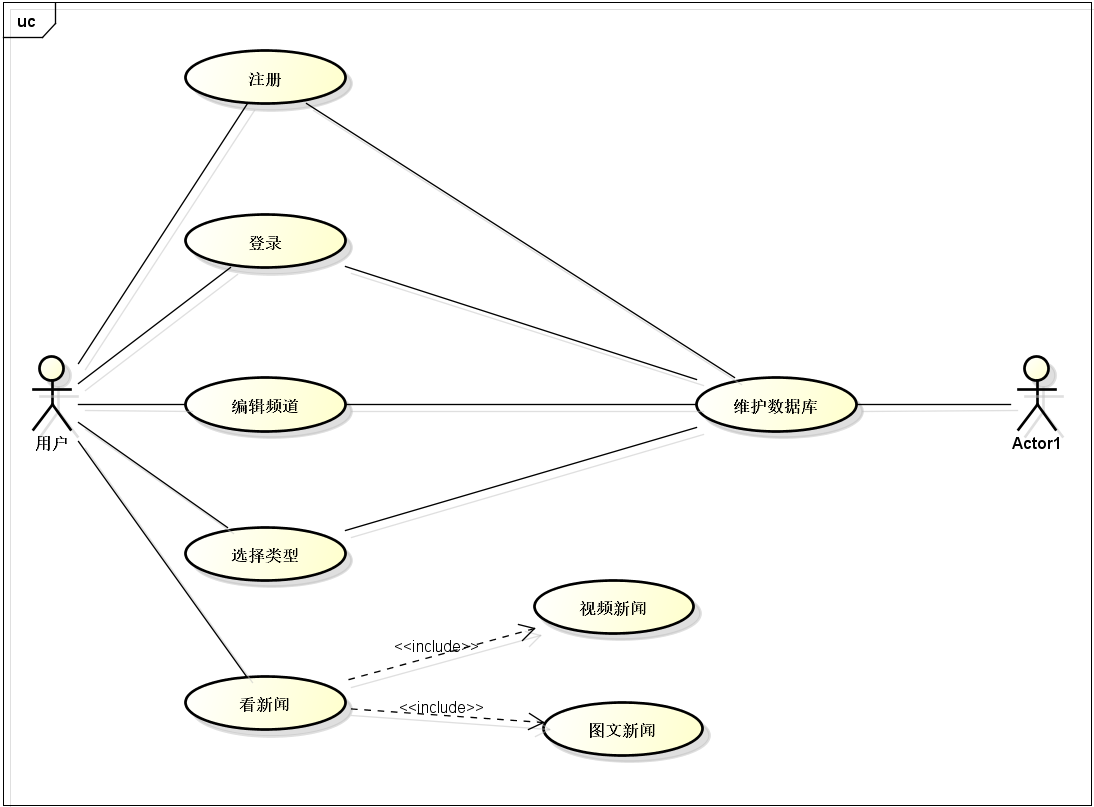 uc
注册
登录
编辑频道
维护数据库
用户
Actor1
选择类型
视频新闻
<<include>>
看新闻
<<include>>
图文新闻